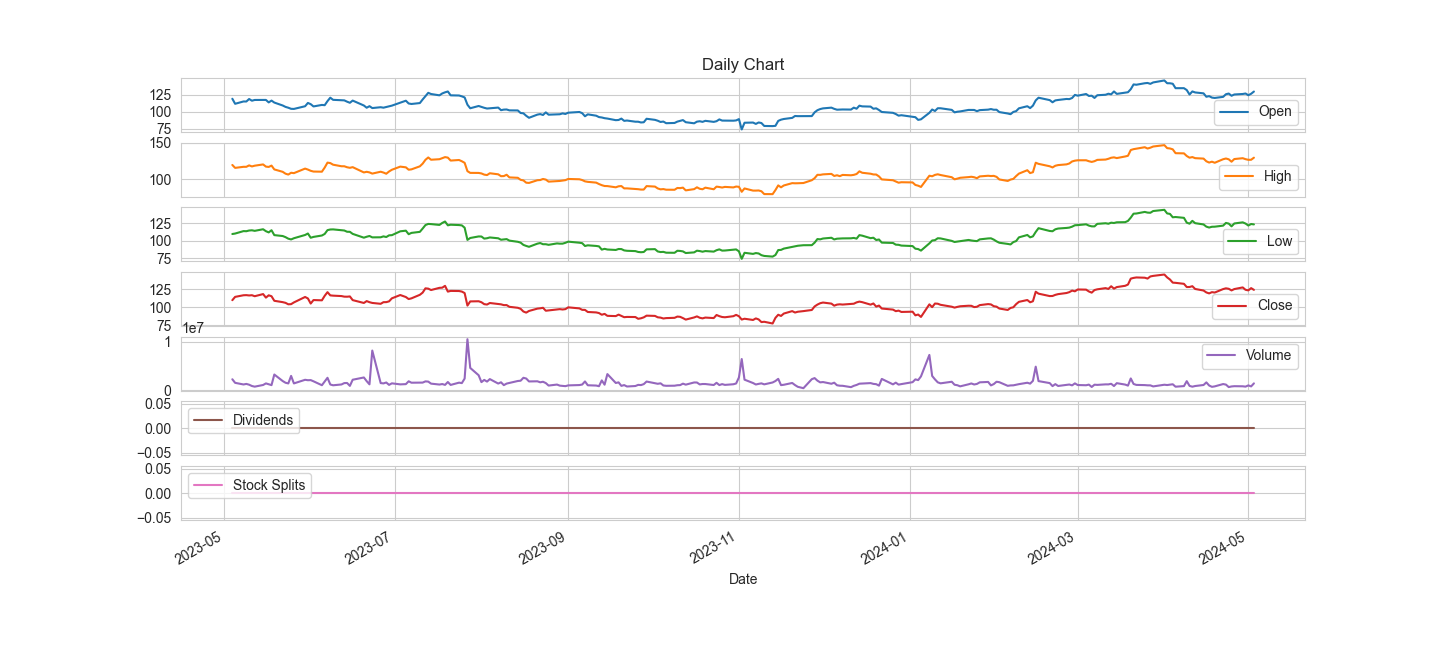 Daily Chart
125
100
75
Open
150
100
High
125
100
75
Low
125
100
75
Close
1e7
1
0
Volume
0.05
0.00
−0.05
Dividends
0.05
0.00
−0.05
Stock Splits
2023-05
2023-07
2023-09
2023-11
2024-01
2024-03
2024-05
Date